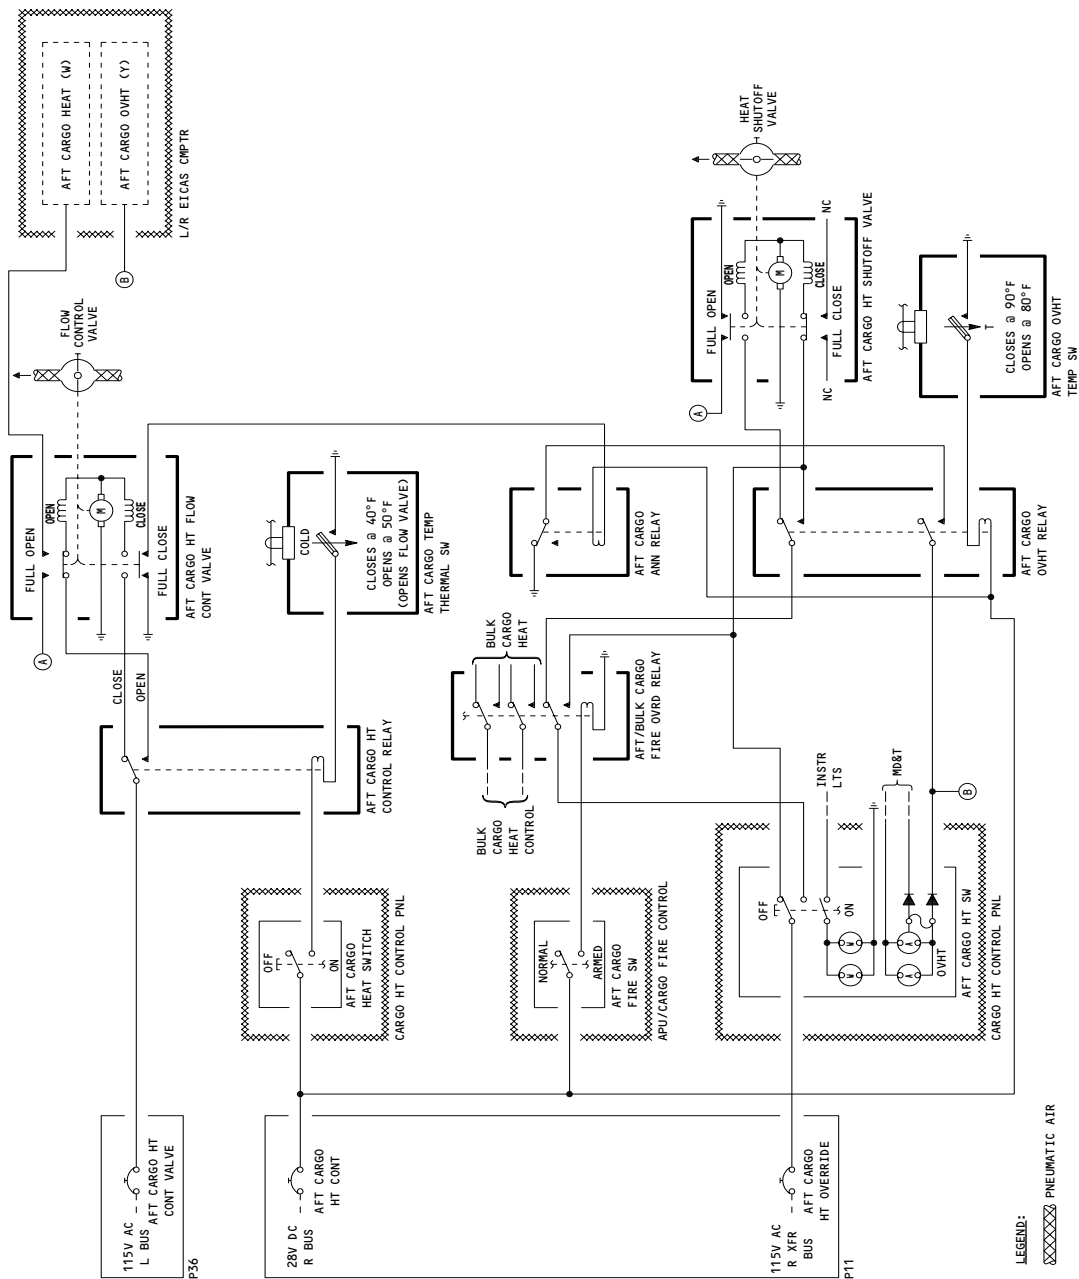 115V AC
L BUS
AFT CARGO HT
CONT VALVE
P36
28V DC
R BUS
AFT CARGO
HT CONT
115V AC
R XFR
BUS
AFT CARGO
HT OVERRIDE
P11
LEGEND:
PNEUMATIC AIR
OFF
ON
AFT CARGO
HEAT SWITCH
CARGO HT CONTROL PNL
NORMAL
ARMED
AFT CARGO
FIRE SW
APU/CARGO FIRE CONTROL
OFF
ON
W
W
A
A
OVHT
AFT CARGO HT SW
CARGO HT CONTROL PNL
INSTR
LTS
MD&T
B
CLOSE
OPEN
AFT CARGO HT
CONTROL RELAY
BULK
CARGO
HEAT
CONTROL
BULK
CARGO
HEAT
AFT/BULK CARGO
FIRE OVRD RELAY
A
FULL OPEN
OPEN
M
CLOSE
FULL CLOSE
AFT CARGO HT FLOW
CONT VALVE
COLD
CLOSES @ 40°F
OPENS @ 50°F
(OPENS FLOW VALVE)
AFT CARGO TEMP
THERMAL SW
AFT CARGO
ANN RELAY
AFT CARGO
OVHT RELAY
FLOW
CONTROL
VALVE
A
FULL OPEN
OPEN
M
CLOSE
FULL CLOSE
NC
NC
AFT CARGO HT SHUTOFF VALVE
HEAT
SHUTOFF
VALVE
T
CLOSES @ 90°F
OPENS @ 80°F
AFT CARGO OVHT
TEMP SW
B
AFT CARGO HEAT (W)
AFT CARGO OVHT (Y)
L/R EICAS CMPTR